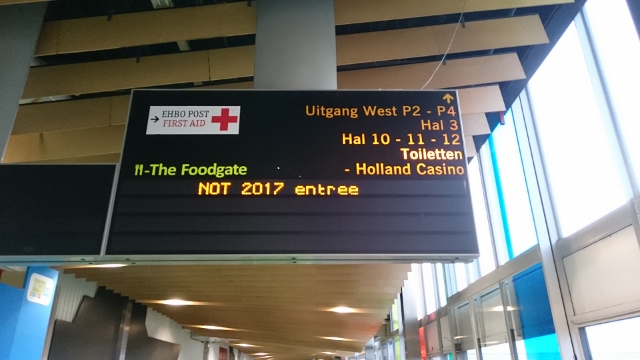 EHBO POST
FIRST AID
Uitgang West P2 - P4
Hal 3
Hal 10 - 11 - 12
Toiletten
-The Foodgate
- Holland Casino
NOT 2017 entree